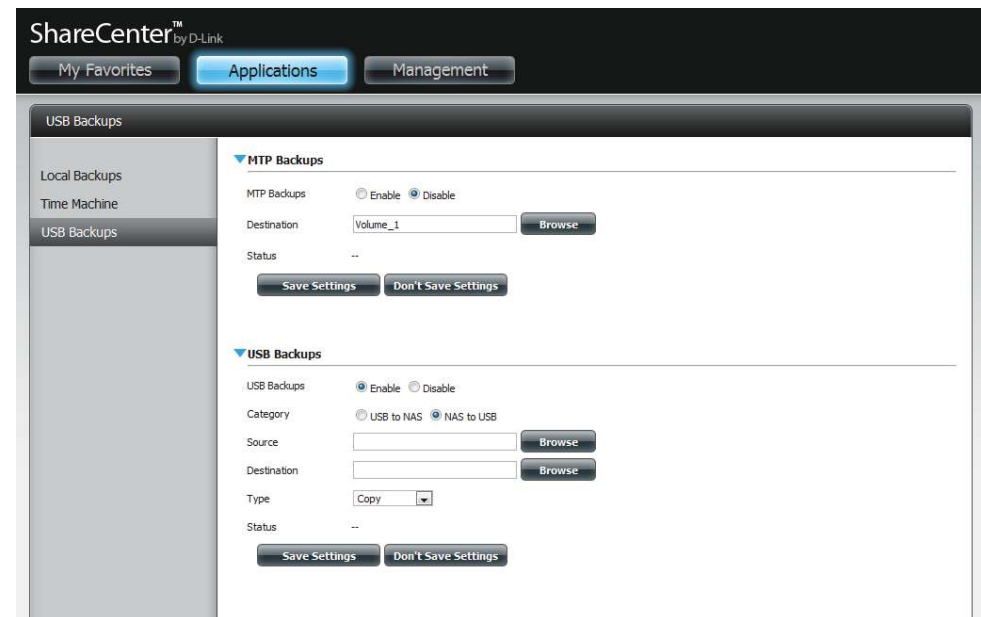 ShareCenter™ by D-Link
My Favorites Applications Management
USB Backups
Local Backups
Time Machine
USB Backups
MTP Backups
MTP Backups Enable Disable
Destination Volume_1 Browse
Status --
Save Settings Don't Save Settings
USB Backups
USB Backups Enable Disable
Category USB to NAS NAS to USB
Source Browse
Destination Browse
Type Copy
Status --
Save Settings Don't Save Settings